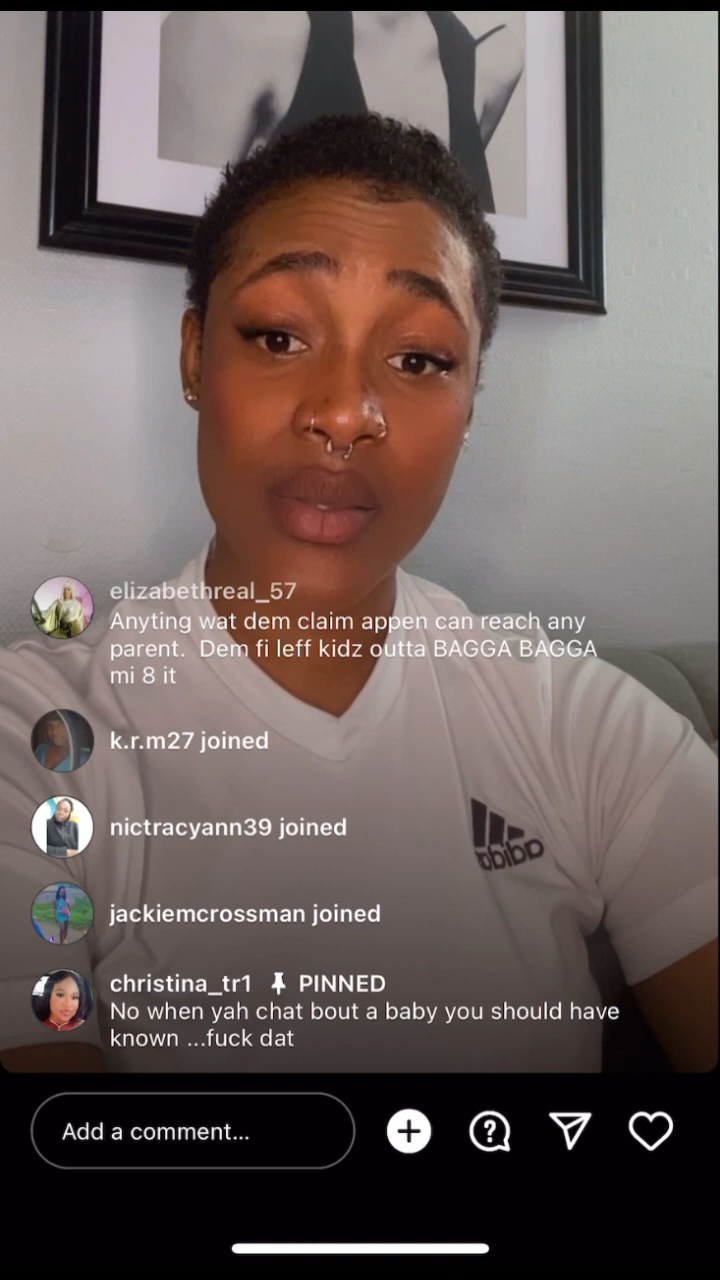 elizabethreal_57
Anyting wat dem claim appen can reach any
parent. Dem fi leff kidz outta BAGGA BAGGA
mi 8 it
k.r.m27 joined
nictracyann39 joined
jackiemcrossman joined
christina_tr1 PINNED
No when yah chat bout a baby you should have
known ...fuck dat
Add a comment...
adidas